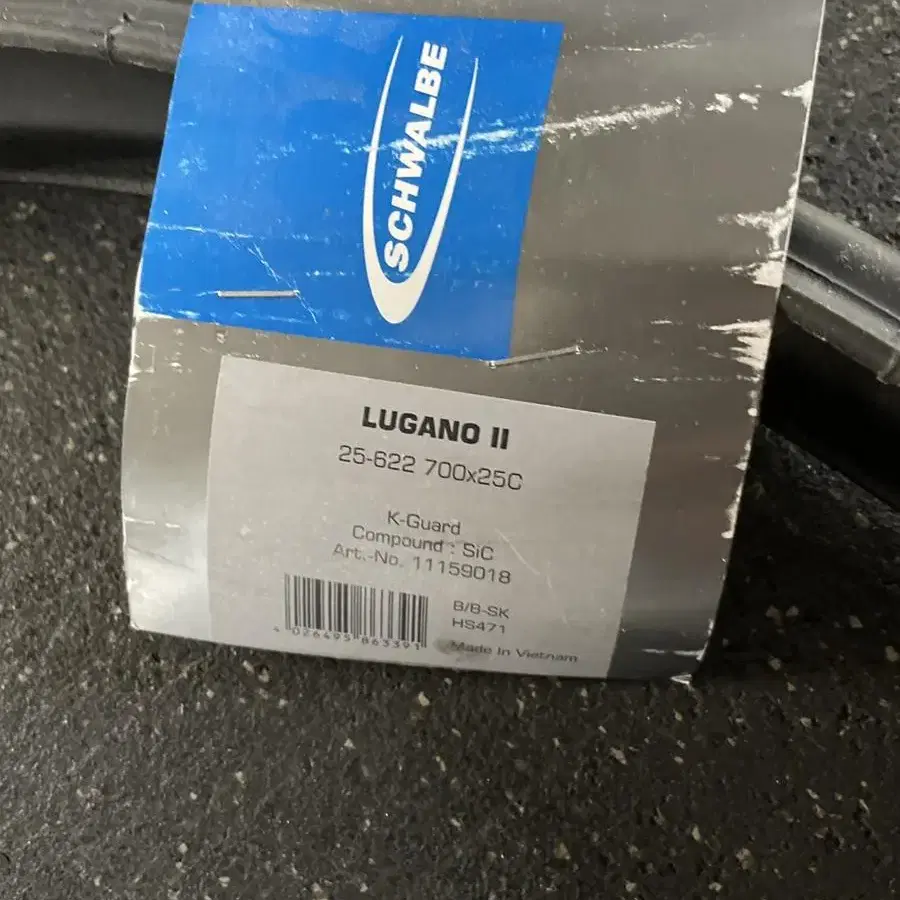 SCHWALBE
LUGANO II
25-622 700x25C
K-Guard
Compound : SiC
Art.-No. 11159018
B/B-SK
HS471
4 026495 863391
Made in Vietnam